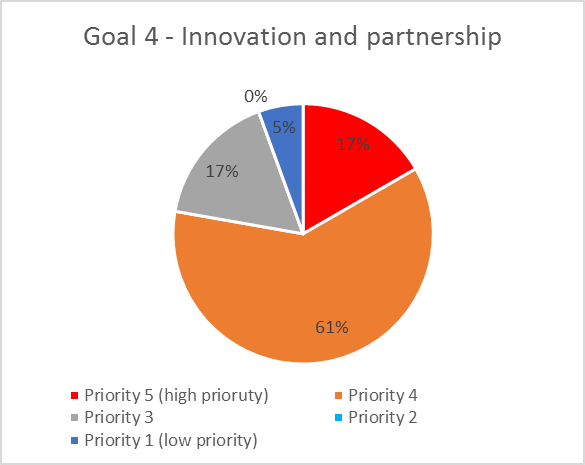 Goal 4 - Innovation and partnership
0%
5%
17%
17%
61%
Priority 5 (high prioruty)
Priority 4
Priority 3
Priority 2
Priority 1 (low priority)